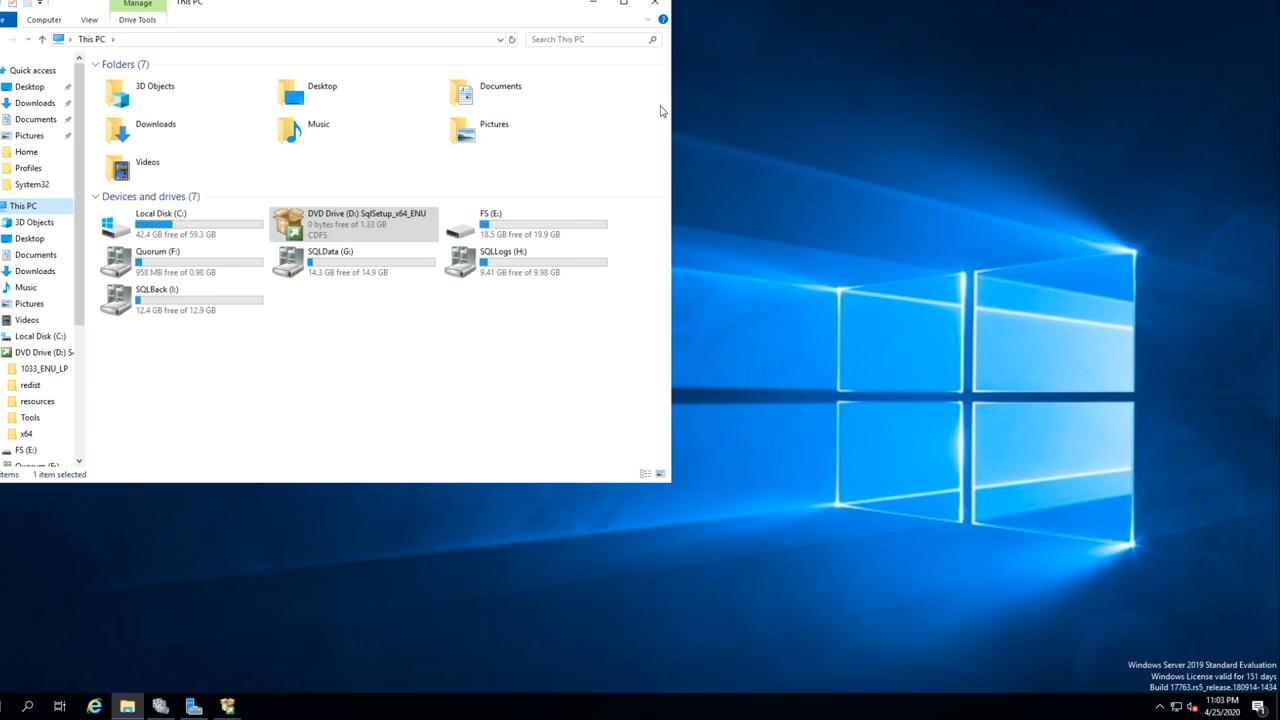 Manage
This PC
Computer
View
Drive Tools
This PC
Search This PC
Quick access
Desktop
Downloads
Documents
Pictures
Home
Profiles
System32
This PC
3D Objects
Desktop
Documents
Downloads
Music
Pictures
Videos
Local Disk (C:)
DVD Drive (D:) S
1033_ENU_LP
redist
resources
Tools
x64
FS (E:)
Folders (7)
3D Objects
Desktop
Documents
Downloads
Music
Pictures
Videos
Devices and drives (7)
Local Disk (C:)
42.4 GB free of 59.3 GB
DVD Drive (D:) SqlSetup_x64_ENU
0 bytes free of 1.33 GB
CDFS
FS (E:)
18.5 GB free of 19.9 GB
Quorum (F:)
958 MB free of 0.98 GB
SQLData (G:)
14.3 GB free of 14.9 GB
SQLLogs (H:)
9.41 GB free of 9.98 GB
SQLBack (I:)
12.4 GB free of 12.9 GB
items
1 item selected
Windows Server 2019 Standard Evaluation
Windows License valid for 151 days
Build 17763.rs5_release.180914-1434
11:03 PM
4/25/2020
1